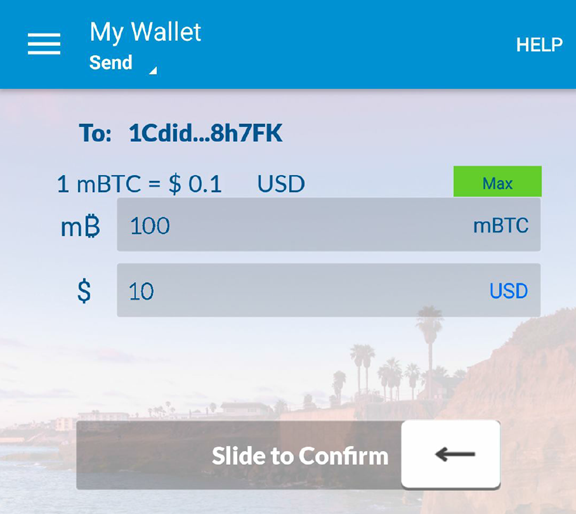 My Wallet
Send
HELP
To: 1Cdid...8h7FK
1 mBTC = $ 0.1 USD
Max
m₿ 100 mBTC
$ 10 USD
Slide to Confirm